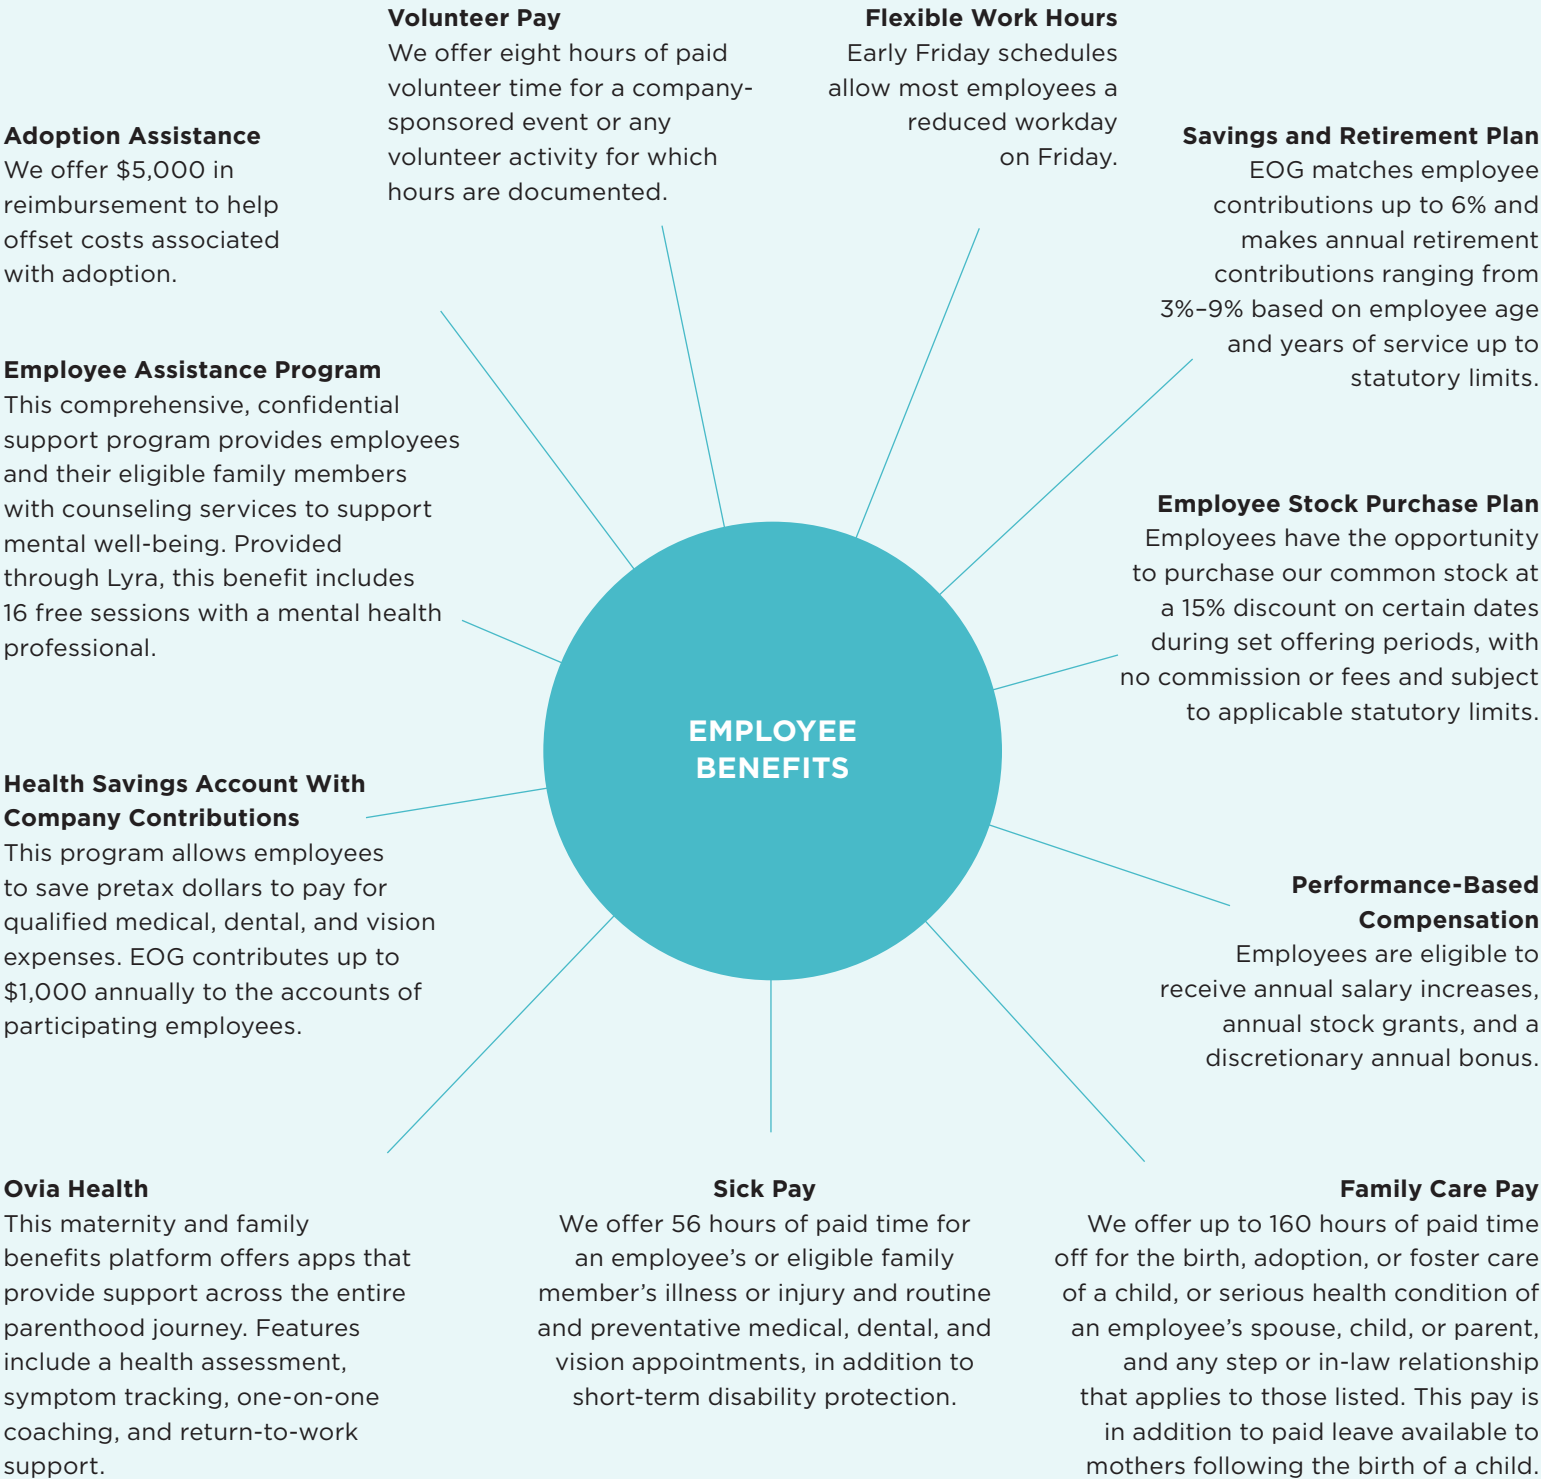 Volunteer Pay
We offer eight hours of paid
volunteer time for a company-
sponsored event or any
volunteer activity for which
hours are documented.
Flexible Work Hours
Early Friday schedules
allow most employees a
reduced workday
on Friday.
Adoption Assistance
We offer $5,000 in
reimbursement to help
offset costs associated
with adoption.
Savings and Retirement Plan
EOG matches employee
contributions up to 6% and
makes annual retirement
contributions ranging from
3%–9% based on employee age
and years of service up to
statutory limits.
Employee Assistance Program
This comprehensive, confidential
support program provides employees
and their eligible family members
with counseling services to support
mental well-being. Provided
through Lyra, this benefit includes
16 free sessions with a mental health
professional.
Employee Stock Purchase Plan
Employees have the opportunity
to purchase our common stock at
a 15% discount on certain dates
during set offering periods, with
no commission or fees and subject
to applicable statutory limits.
EMPLOYEE
BENEFITS
Health Savings Account With
Company Contributions
This program allows employees
to save pretax dollars to pay for
qualified medical, dental, and vision
expenses. EOG contributes up to
$1,000 annually to the accounts of
participating employees.
Performance-Based
Compensation
Employees are eligible to
receive annual salary increases,
annual stock grants, and a
discretionary annual bonus.
Ovia Health
This maternity and family
benefits platform offers apps that
provide support across the entire
parenthood journey. Features
include a health assessment,
symptom tracking, one-on-one
coaching, and return-to-work
support.
Sick Pay
We offer 56 hours of paid time for
an employee’s or eligible family
member’s illness or injury and routine
and preventative medical, dental, and
vision appointments, in addition to
short-term disability protection.
Family Care Pay
We offer up to 160 hours of paid time
off for the birth, adoption, or foster care
of a child, or serious health condition of
an employee’s spouse, child, or parent,
and any step or in-law relationship
that applies to those listed. This pay is
in addition to paid leave available to
mothers following the birth of a child.